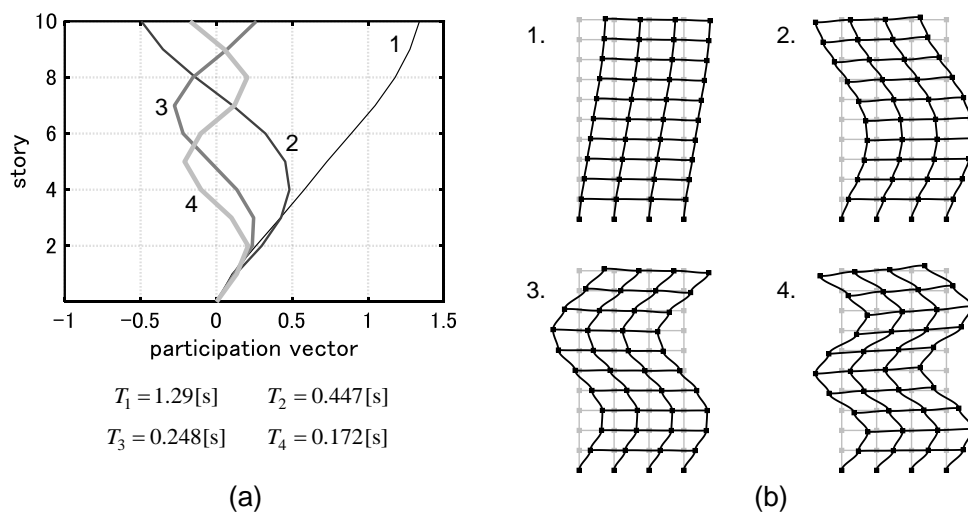 10
8
6
4
2
story
1
3
2
4
-1
-0.5
0
0.5
1
1.5
participation vector
T1 = 1.29[s]
T2 = 0.447[s]
T3 = 0.248[s]
T4 = 0.172[s]
(a)
1.
2.
3.
4.
(b)